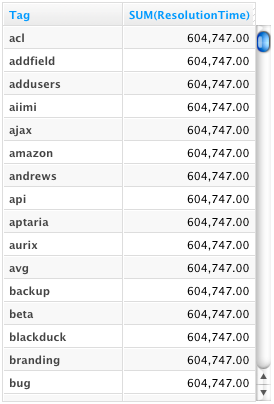 Tag SUM(ResolutionTime)
acl 604,747.00
addfield 604,747.00
addusers 604,747.00
aiimi 604,747.00
ajax 604,747.00
amazon 604,747.00
andrews 604,747.00
api 604,747.00
aptaria 604,747.00
aurix 604,747.00
avg 604,747.00
backup 604,747.00
beta 604,747.00
blackduck 604,747.00
branding 604,747.00
bug 604,747.00